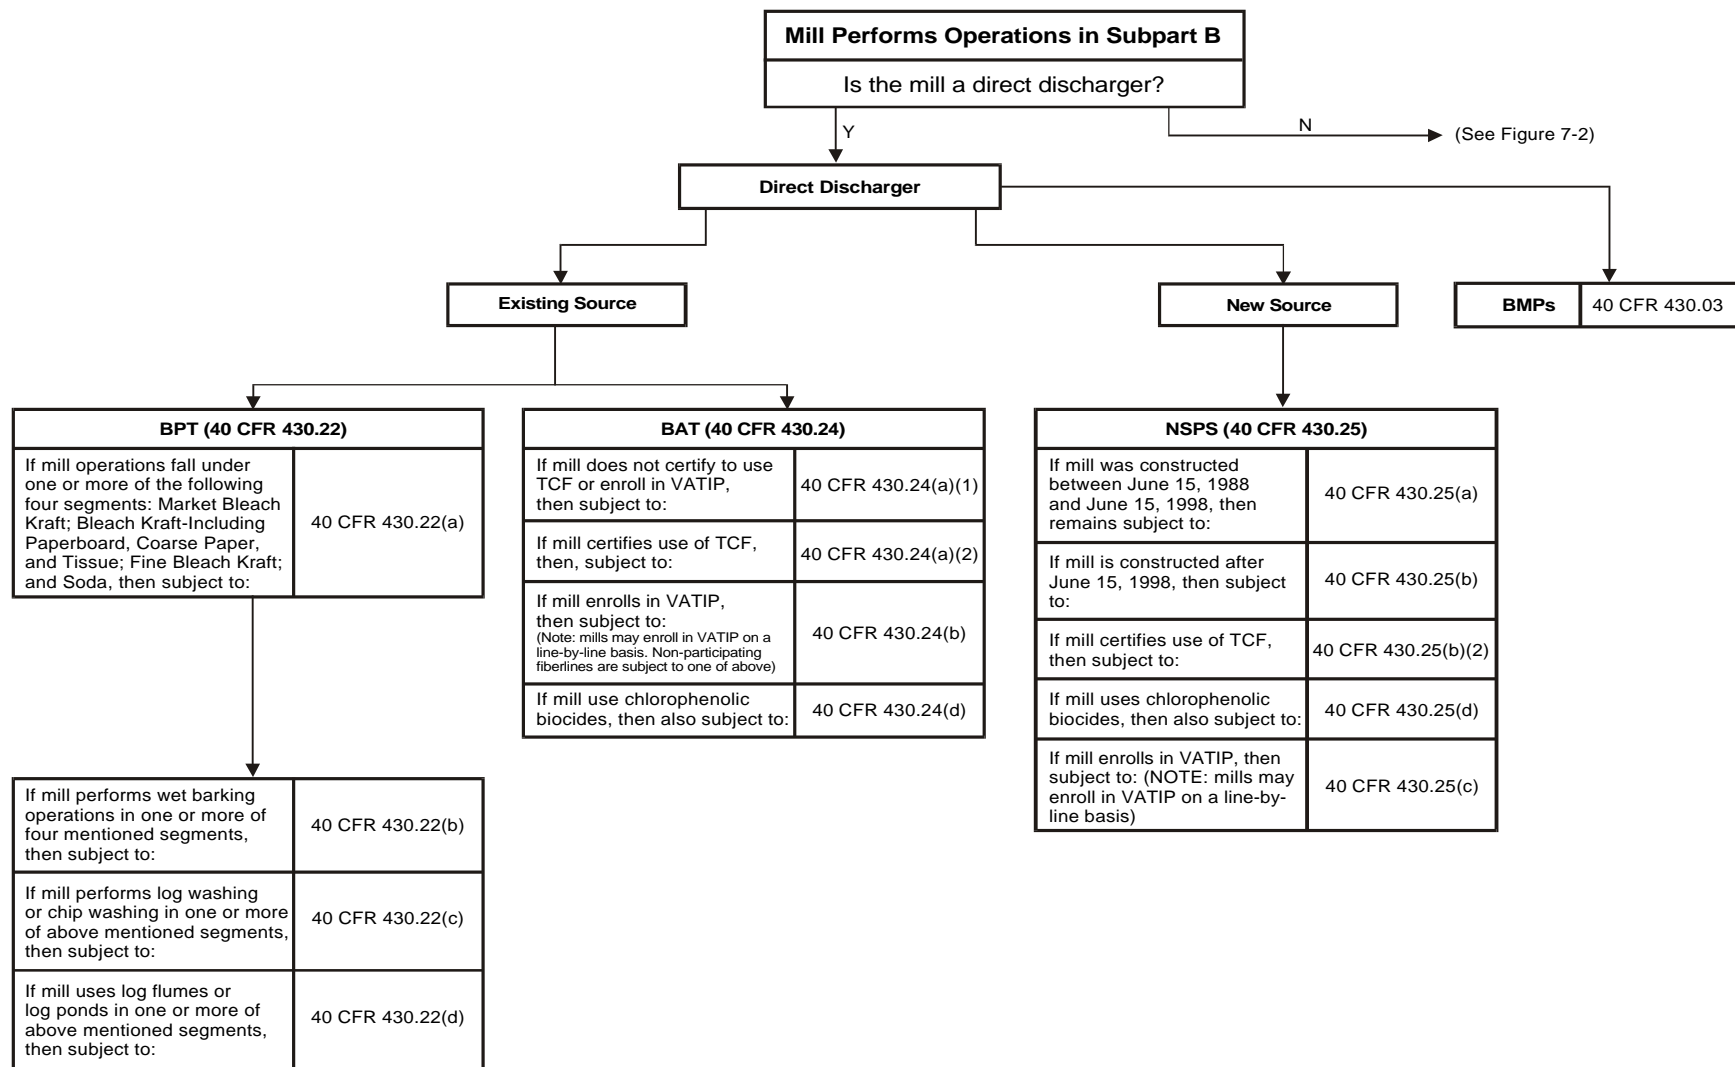 Mill Performs Operations in Subpart B
Is the mill a direct discharger?
Y
N
(See Figure 7-2)
Direct Discharger
Existing Source
New Source
BMPs
40 CFR 430.03
BPT (40 CFR 430.22)
If mill operations fall under
one or more of the following
four segments: Market Bleach
Kraft; Bleach Kraft-Including
Paperboard, Coarse Paper,
and Tissue; Fine Bleach Kraft;
and Soda, then subject to:
40 CFR 430.22(a)
If mill performs wet barking
operations in one or more of
four mentioned segments,
then subject to:
40 CFR 430.22(b)
If mill performs log washing
or chip washing in one or more
of above mentioned segments,
then subject to:
40 CFR 430.22(c)
If mill uses log flumes or
log ponds in one or more of
above mentioned segments,
then subject to:
40 CFR 430.22(d)
BAT (40 CFR 430.24)
If mill does not certify to use
TCF or enroll in VATIP,
then subject to:
40 CFR 430.24(a)(1)
If mill certifies use of TCF,
then, subject to:
40 CFR 430.24(a)(2)
If mill enrolls in VATIP,
then subject to:
(Note: mills may enroll in VATIP on a
line-by-line basis. Non-participating
fiberlines are subject to one of above)
40 CFR 430.24(b)
If mill use chlorophenolic
biocides, then also subject to:
40 CFR 430.24(d)
NSPS (40 CFR 430.25)
If mill was constructed
between June 15, 1988
and June 15, 1998, then
remains subject to:
40 CFR 430.25(a)
If mill is constructed after
June 15, 1998, then subject
to:
40 CFR 430.25(b)
If mill certifies use of TCF,
then subject to:
40 CFR 430.25(b)(2)
If mill uses chlorophenolic
biocides, then also subject to:
40 CFR 430.25(d)
If mill enrolls in VATIP, then
subject to: (NOTE: mills may
enroll in VATIP on a line-by-
line basis)
40 CFR 430.25(c)